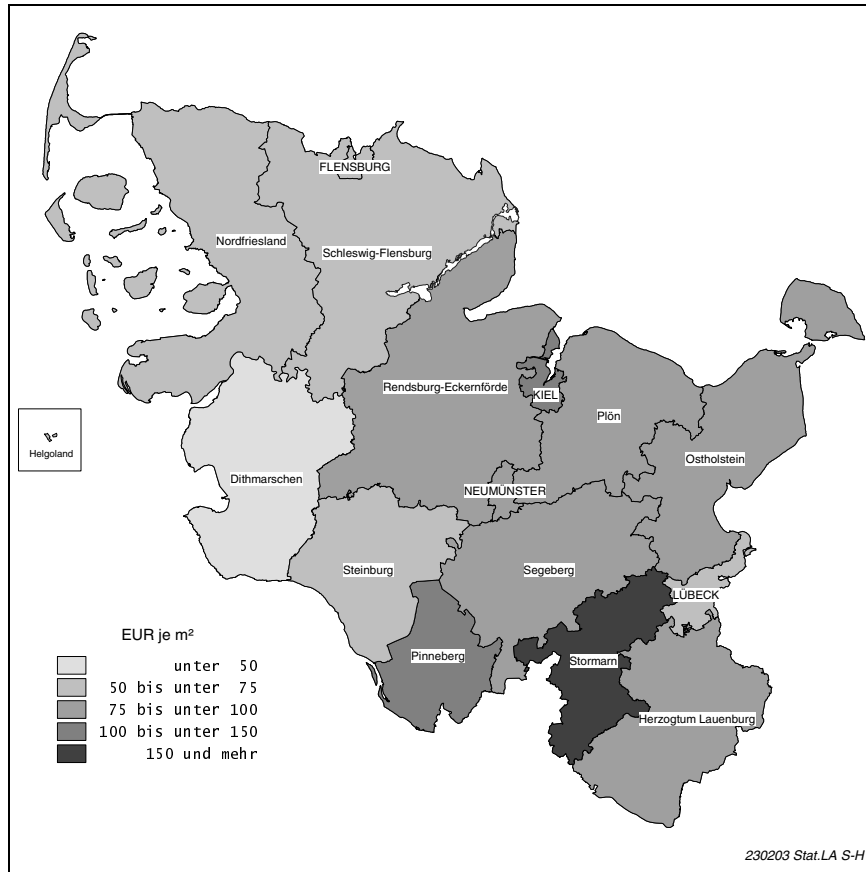 FLENSBURG
Nordfriesland
Schleswig-Flensburg
Rendsburg-Eckernförde
KIEL
Plön
Ostholstein
Helgoland
Dithmarschen
NEUMÜNSTER
Steinburg
Segeberg
LÜBECK
Pinneberg
Stormarn
Herzogtum Lauenburg
EUR je m²
unter 50
50 bis unter 75
75 bis unter 100
100 bis unter 150
150 und mehr
230203 Stat.LA S-H